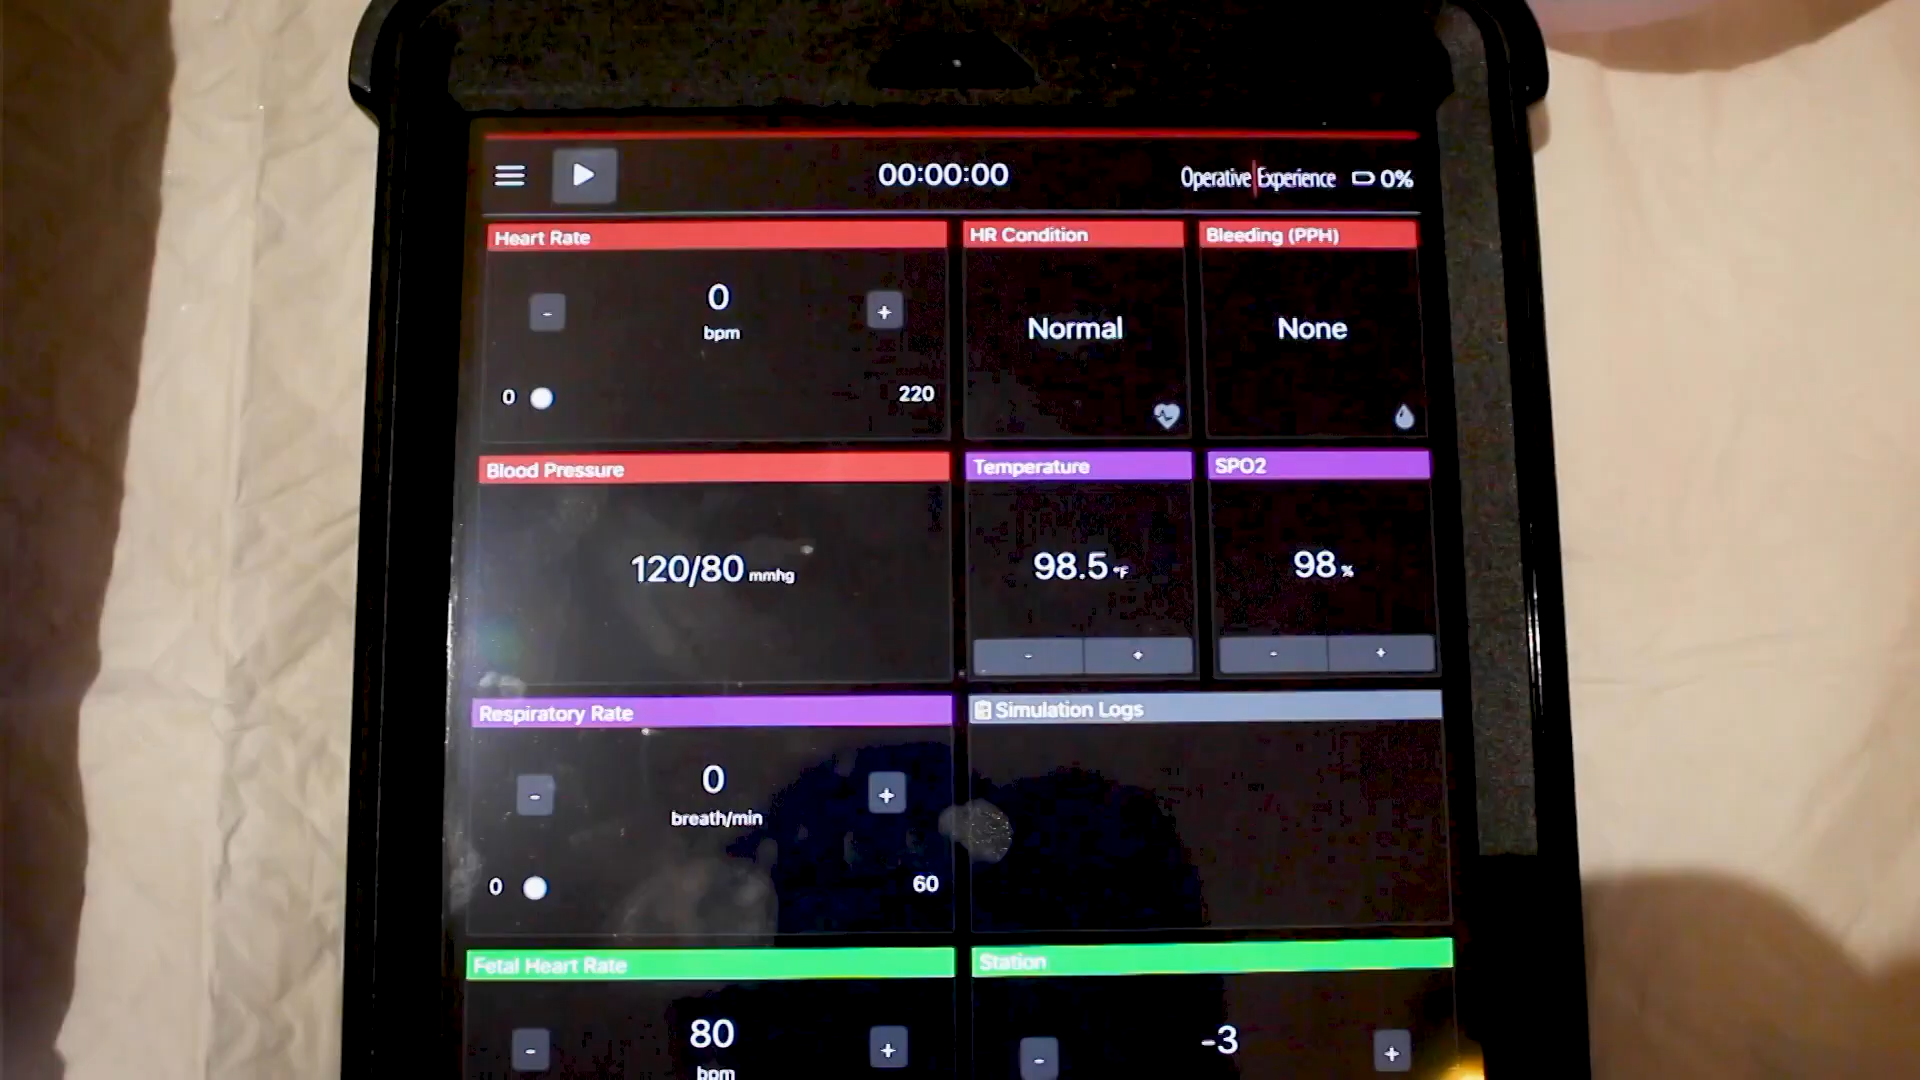 00:00:00
Operative Experience 0%
Heart Rate
- 0 +
bpm
0 220
HR Condition
Normal
Bleeding (PPH)
None
Blood Pressure
120/80 mmhg
Temperature
98.5 °F
- +
SPO2
98 %
- +
Respiratory Rate
- 0 +
breath/min
0 60
Simulation Logs
Fetal Heart Rate
- 80 +
bpm
Station
- -3 +